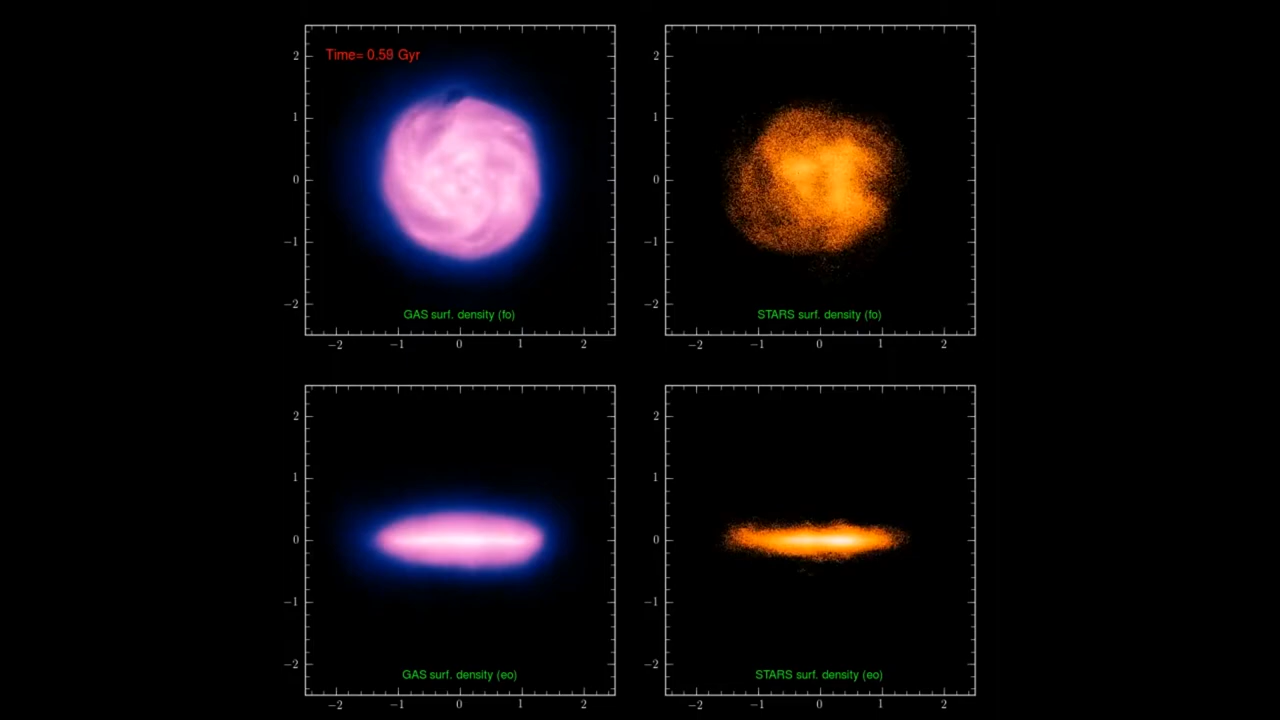 Time= 0.59 Gyr
2
1
0
−1
−2
GAS surf. density (fo)
−2 −1 0 1 2
2
1
0
−1
−2
STARS surf. density (fo)
−2 −1 0 1 2
2
1
0
−1
−2
GAS surf. density (eo)
−2 −1 0 1 2
2
1
0
−1
−2
STARS surf. density (eo)
−2 −1 0 1 2